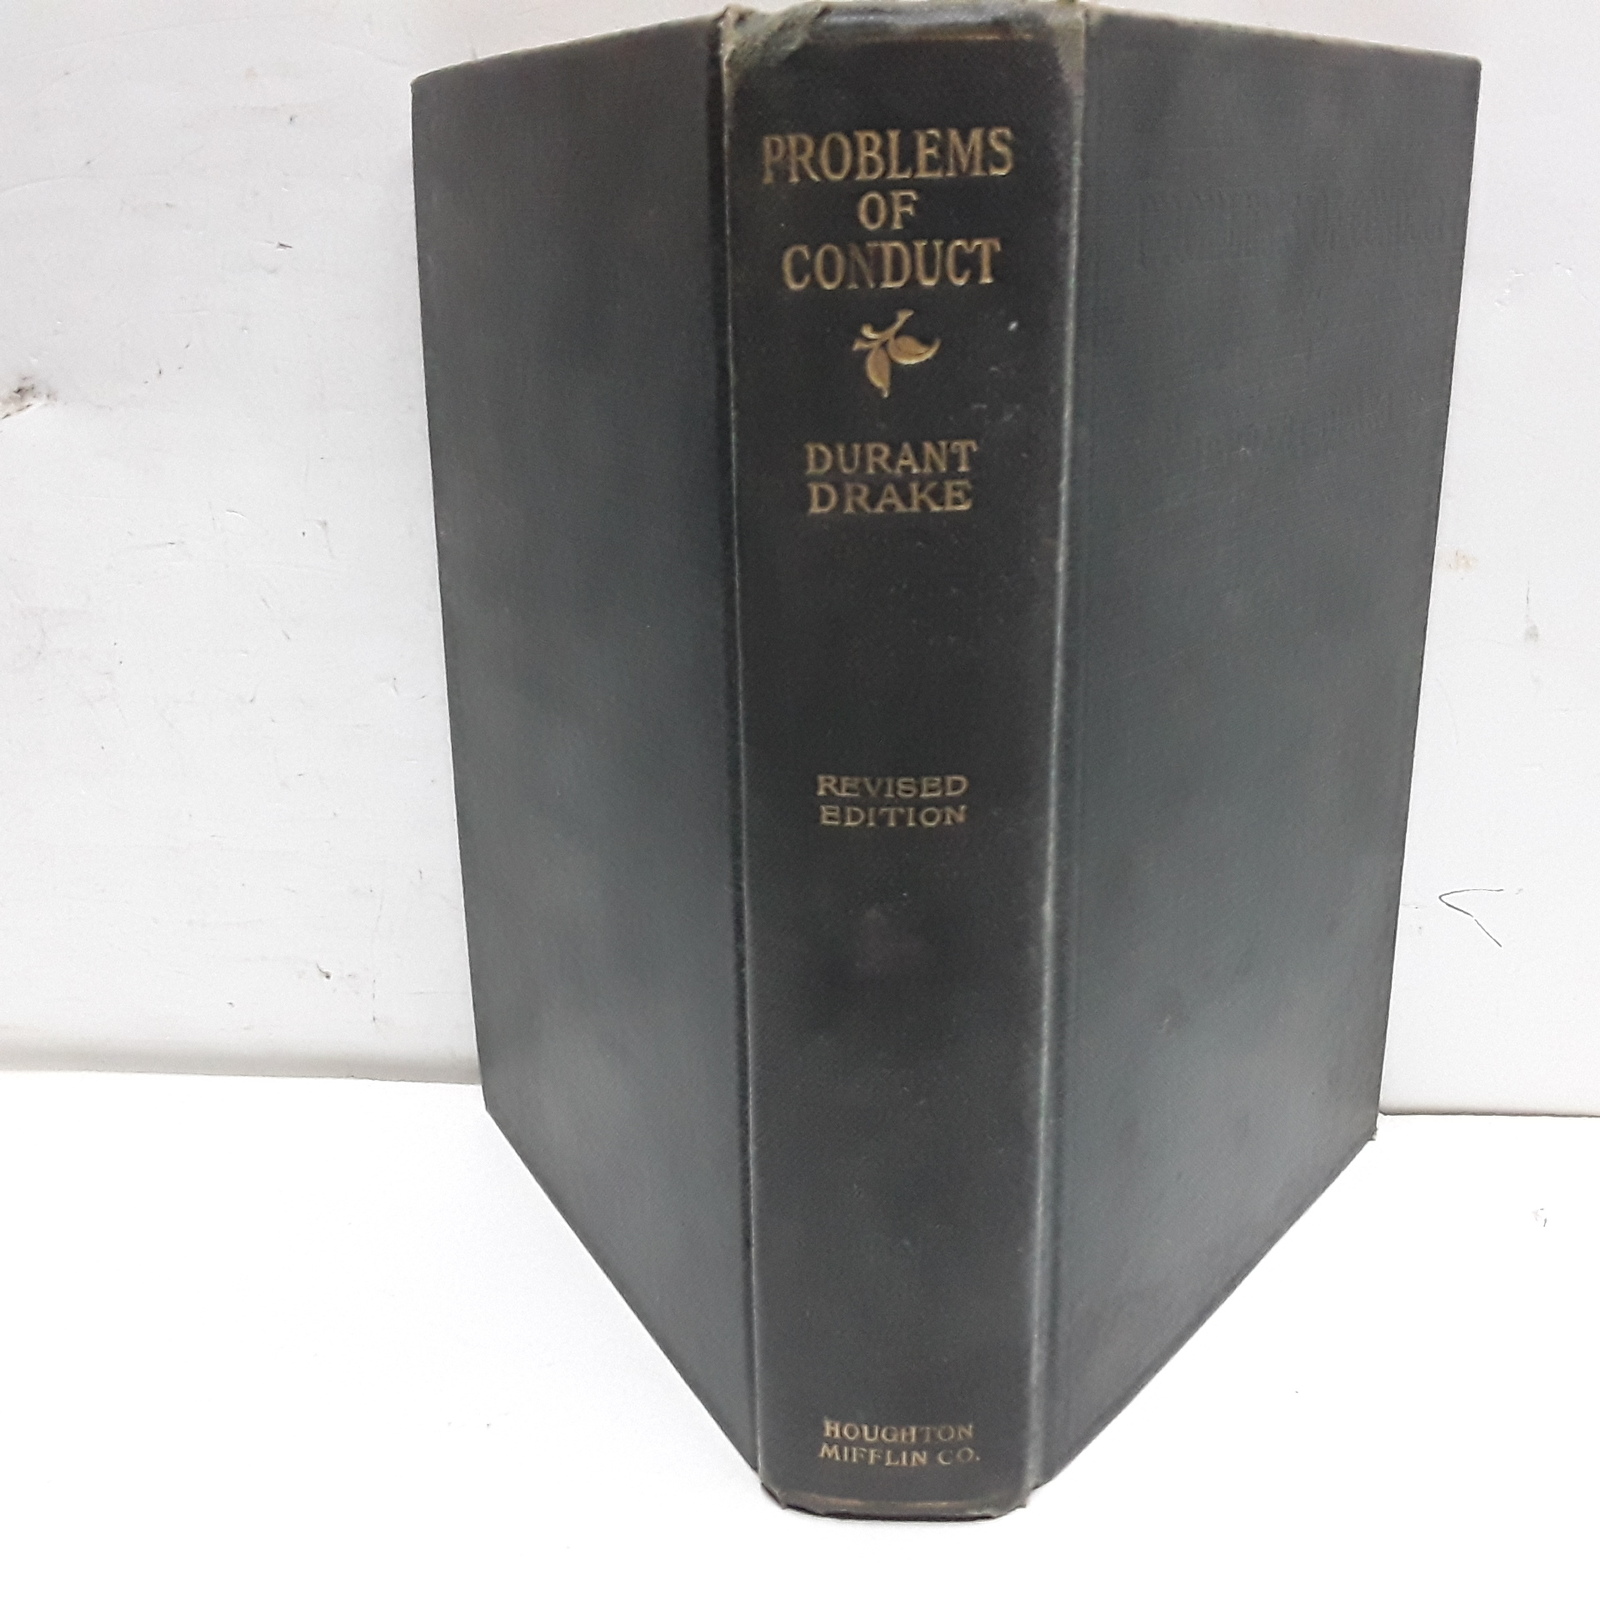 PROBLEMS
OF
CONDUCT
DURANT
DRAKE
REVISED
EDITION
HOUGHTON
MIFFLIN CO.